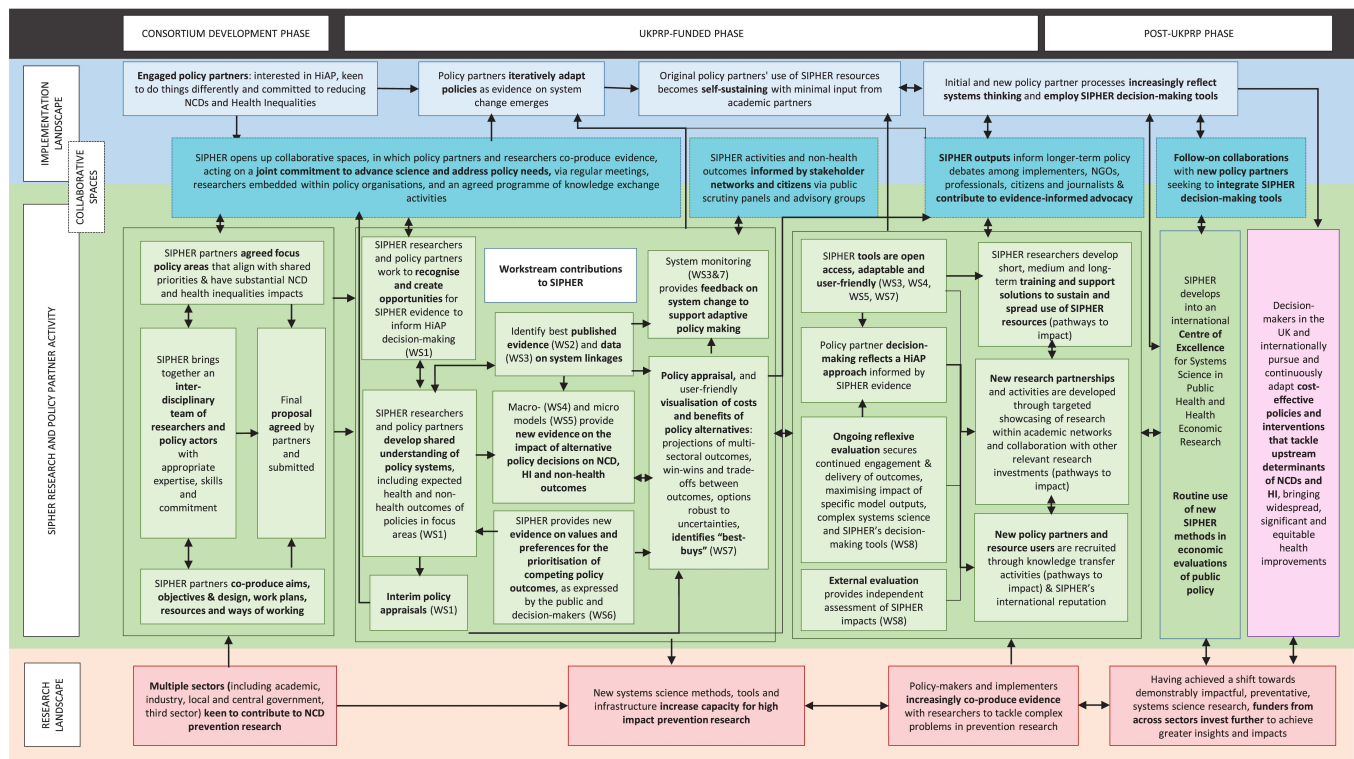 CONSORTIUM DEVELOPMENT PHASE
UKPRP-FUNDED PHASE
POST-UKPRP PHASE
IMPLEMENTATION
LANDSCAPE
Engaged policy partners: interested in HiAP, keen
to do things differently and committed to reducing
NCDs and Health Inequalities
Policy partners iteratively adapt
policies as evidence on system
change emerges
Original policy partners' use of SIPHER resources
becomes self-sustaining with minimal input from
academic partners
Initial and new policy partner processes increasingly reflect
systems thinking and employ SIPHER decision-making tools
COLLABORATIVE
SPACES
SIPHER opens up collaborative spaces, in which policy partners and researchers co-produce evidence,
acting on a joint commitment to advance science and address policy needs, via regular meetings,
researchers embedded within policy organisations, and an agreed programme of knowledge exchange
activities
SIPHER activities and non-health
outcomes informed by stakeholder
networks and citizens via public
scrutiny panels and advisory groups
SIPHER outputs inform longer-term policy
debates among implementers, NGOs,
professionals, citizens and journalists &
contribute to evidence-informed advocacy
Follow-on collaborations
with new policy partners
seeking to integrate SIPHER
decision-making tools
SIPHER RESEARCH AND POLICY PARTNER ACTIVITY
SIPHER partners agreed focus
policy areas that align with shared
priorities & have substantial NCD
and health inequalities impacts
SIPHER brings
together an inter-
disciplinary team of
researchers and
policy actors
with
appropriate
expertise, skills
and
commitment
Final
proposal
agreed by
partners
and
submitted
SIPHER partners co-produce aims,
objectives & design, work plans,
resources and ways of working
SIPHER researchers
and policy partners
work to recognise
and create
opportunities for
SIPHER evidence to
inform HiAP
decision-making
(WS1)
SIPHER researchers
and policy partners
develop shared
understanding of
policy systems,
including expected
health and non-
health outcomes of
policies in focus
areas (WS1)
Interim policy
appraisals (WS1)
Workstream contributions
to SIPHER
Identify best published
evidence (WS2) and data
(WS3) on system linkages
Macro- (WS4) and micro
models (WS5) provide
new evidence on the
impact of alternative
policy decisions on NCD,
HI and non-health
outcomes
SIPHER provides new
evidence on values and
preferences for the
prioritisation of
competing policy
outcomes, as expressed
by the public and
decision-makers (WS6)
System monitoring
(WS3&7)
provides feedback on
system change to
support adaptive
policy making
Policy appraisal, and
user-friendly
visualisation of costs
and benefits of
policy alternatives:
projections of multi-
sectoral outcomes,
win-wins and trade-
offs between
outcomes, options
robust to
uncertainties,
identifies “best-
buys” (WS7)
SIPHER tools are open
access, adaptable and
user-friendly (WS3, WS4,
WS5, WS7)
Policy partner decision-
making reflects a HiAP
approach informed by
SIPHER evidence
Ongoing reflexive
evaluation secures
continued engagement &
delivery of outcomes,
maximising impact of
specific model outputs,
complex systems science
and SIPHER’s decision-
making tools (WS8)
External evaluation
provides independent
assessment of SIPHER
impacts (WS8)
SIPHER researchers develop
short, medium and long-
term training and support
solutions to sustain and
spread use of SIPHER
resources (pathways to
impact)
New research partnerships
and activities are developed
through targeted
showcasing of research
within academic networks
and collaboration with other
relevant research
investments (pathways to
impact)
New policy partners and
resource users are recruited
through knowledge transfer
activities (pathways to
impact) & SIPHER’s
international reputation
SIPHER
develops
into an
international
Centre of
Excellence
for Systems
Science in
Public
Health and
Health
Economic
Research
Routine use
of new
SIPHER
methods in
economic
evaluations
of public
policy
Decision-
makers in the
UK and
internationally
pursue and
continuously
adapt cost-
effective
policies and
interventions
that tackle
upstream
determinants
of NCDs and
HI, bringing
widespread,
significant and
equitable
health
improvements
RESEARCH
LANDSCAPE
Multiple sectors (including academic,
industry, local and central government,
third sector) keen to contribute to NCD
prevention research
New systems science methods, tools and
infrastructure increase capacity for high
impact prevention research
Policy-makers and implementers
increasingly co-produce evidence
with researchers to tackle complex
problems in prevention research
Having achieved a shift towards
demonstrably impactful, preventative,
systems science research, funders from
across sectors invest further to achieve
greater insights and impacts